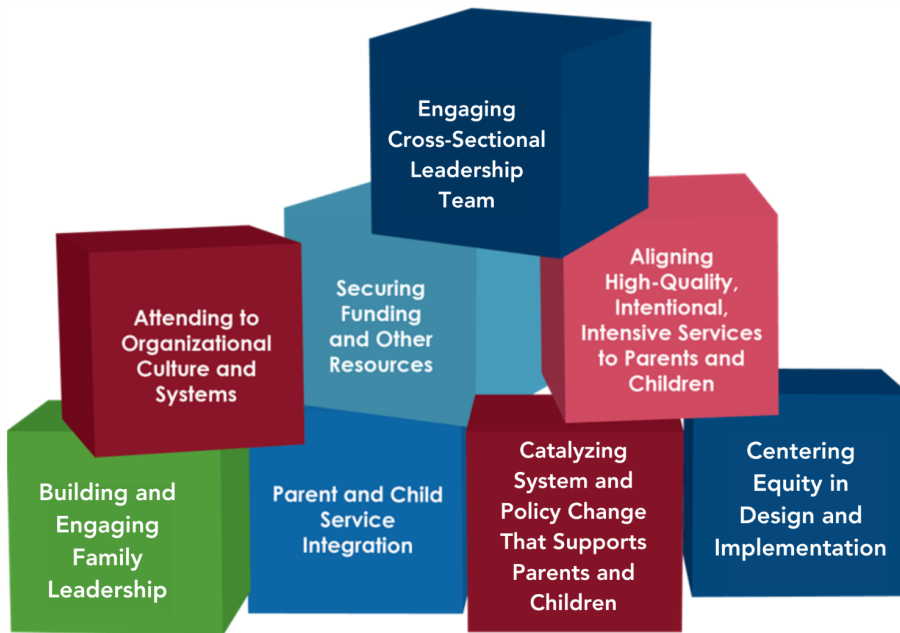 Engaging
Cross-Sectional
Leadership
Team
Attending to
Organizational
Culture and
Systems
Securing
Funding
and Other
Resources
Aligning
High-Quality,
Intentional,
Intensive Services
to Parents and
Children
Building and
Engaging
Family
Leadership
Parent and Child
Service
Integration
Catalyzing
System and
Policy Change
That Supports
Parents and
Children
Centering
Equity in
Design and
Implementation